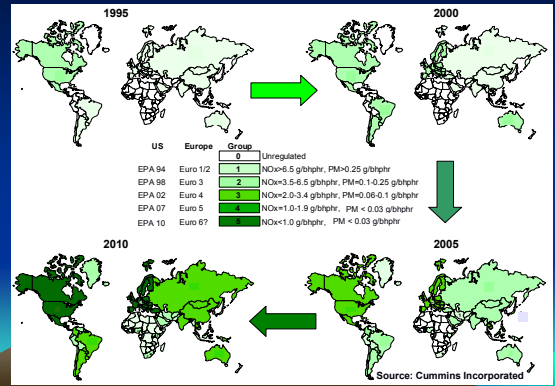 1995
2000
US Europe Group
0 Unregulated
EPA 94 Euro 1/2 1 NOx>6.5 g/bhphr, PM>0.25 g/bhphr
EPA 98 Euro 3 2 NOx=3.5-6.5 g/bhphr, PM=0.1-0.25 g/bhphr
EPA 02 Euro 4 3 NOx=2.0-3.4 g/bhphr, PM=0.06-0.1 g/bhphr
EPA 07 Euro 5 4 NOx=1.0-1.9 g/bhphr, PM < 0.03 g/bhphr
EPA 10 Euro 6? 5 NOx<1.0 g/bhphr, PM < 0.03 g/bhphr
2010
2005
Source: Cummins Incorporated